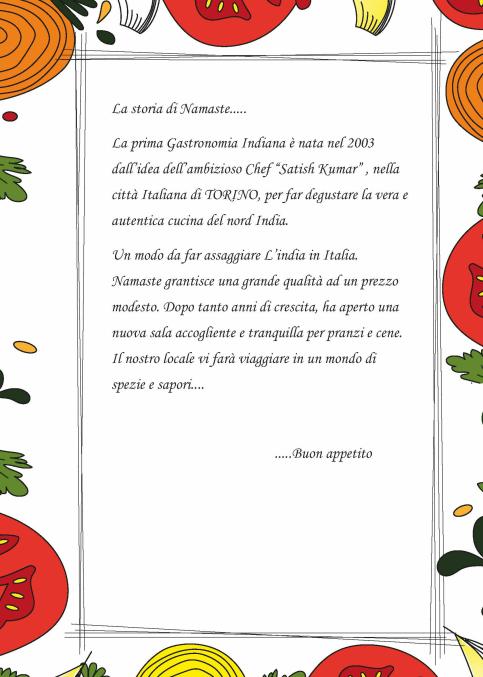 La storia di Namaste.....
La prima Gastronomia Indiana è nata nel 2003
dall'idea dell'ambizioso Chef “Satish Kumar” , nella
città Italiana di TORINO, per far degustare la vera e
autentica cucina del nord India.
Un modo da far assaggiare L'india in Italia.
Namaste grantisce una grande qualità ad un prezzo
modesto. Dopo tanto anni di crescita, ha aperto una
nuova sala accogliente e tranquilla per pranzi e cene.
Il nostro locale vi farà viaggiare in un mondo di
spezie e sapori....
.....Buon appetito